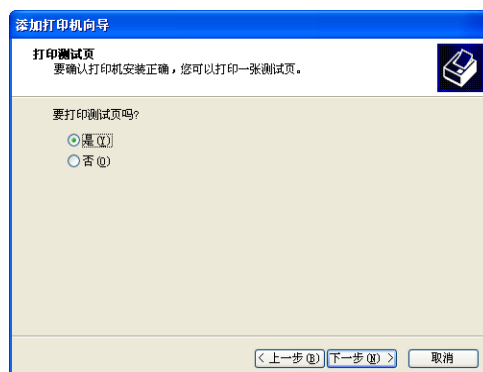 添加打印机向导
打印测试页
要确认打印机安装正确，您可以打印一张测试页。
要打印测试页吗?
是(Y)
否(O)
< 上一步(B) 下一步(N) > 取消